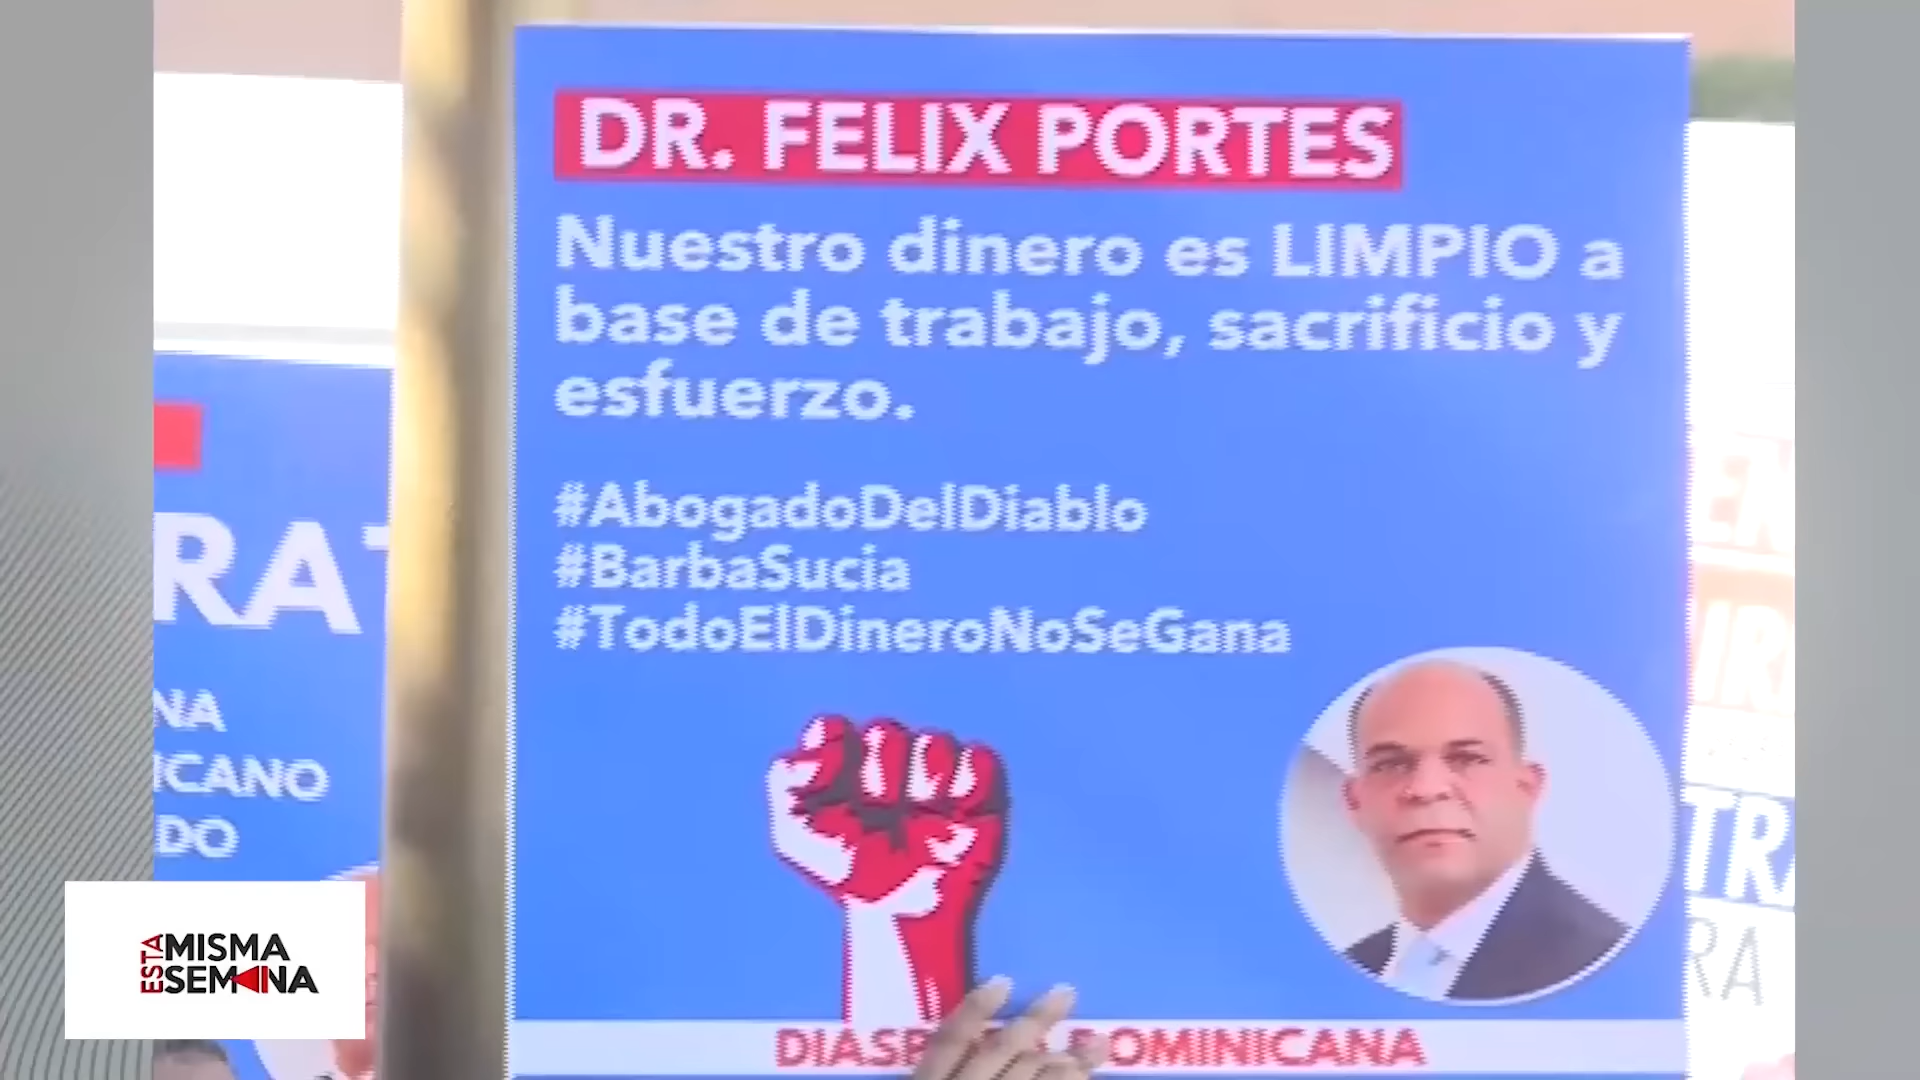 DR. FELIX PORTES
Nuestro dinero es LIMPIO a
base de trabajo, sacrificio y
esfuerzo.
#AbogadoDelDiablo
#BarbaSucia
#TodoElDineroNoSeGana
DOMINICANA
ESTA
MISMA
SEMANA